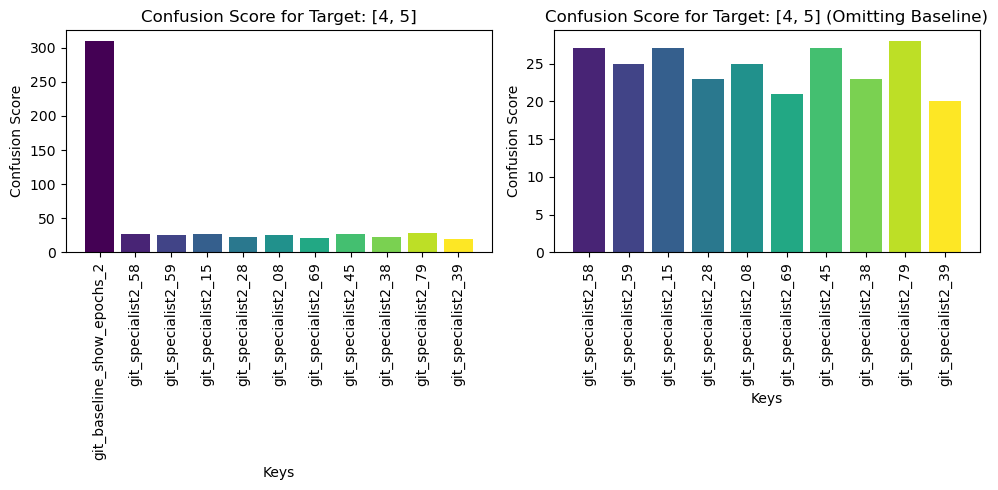 Confusion Score for Target: [4, 5]
Confusion Score
300
250
200
150
100
50
0
git_baseline_show_epochs_2
git_specialist2_58
git_specialist2_59
git_specialist2_15
git_specialist2_28
git_specialist2_08
git_specialist2_69
git_specialist2_45
git_specialist2_38
git_specialist2_79
git_specialist2_39
Keys
Confusion Score for Target: [4, 5] (Omitting Baseline)
Confusion Score
25
20
15
10
5
0
git_specialist2_58
git_specialist2_59
git_specialist2_15
git_specialist2_28
git_specialist2_08
git_specialist2_69
git_specialist2_45
git_specialist2_38
git_specialist2_79
git_specialist2_39
Keys